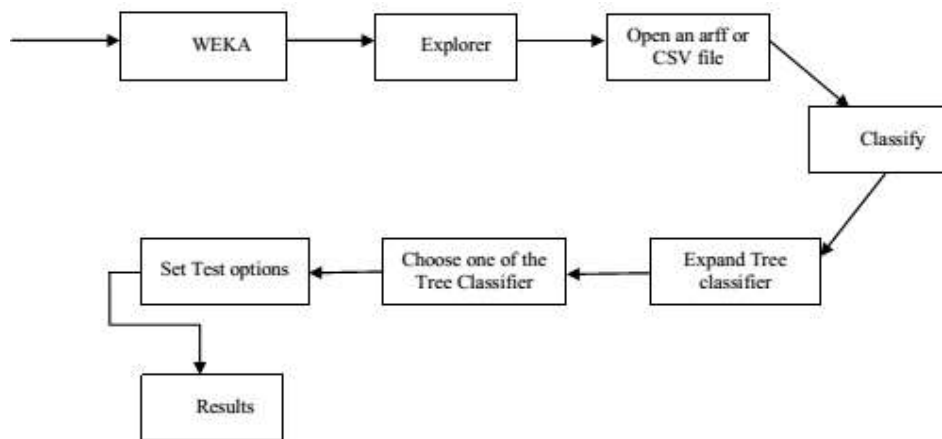 WEKA
Explorer
Open an arff or
CSV file
Classify
Expand Tree
classifier
Choose one of the
Tree Classifier
Set Test options
Results